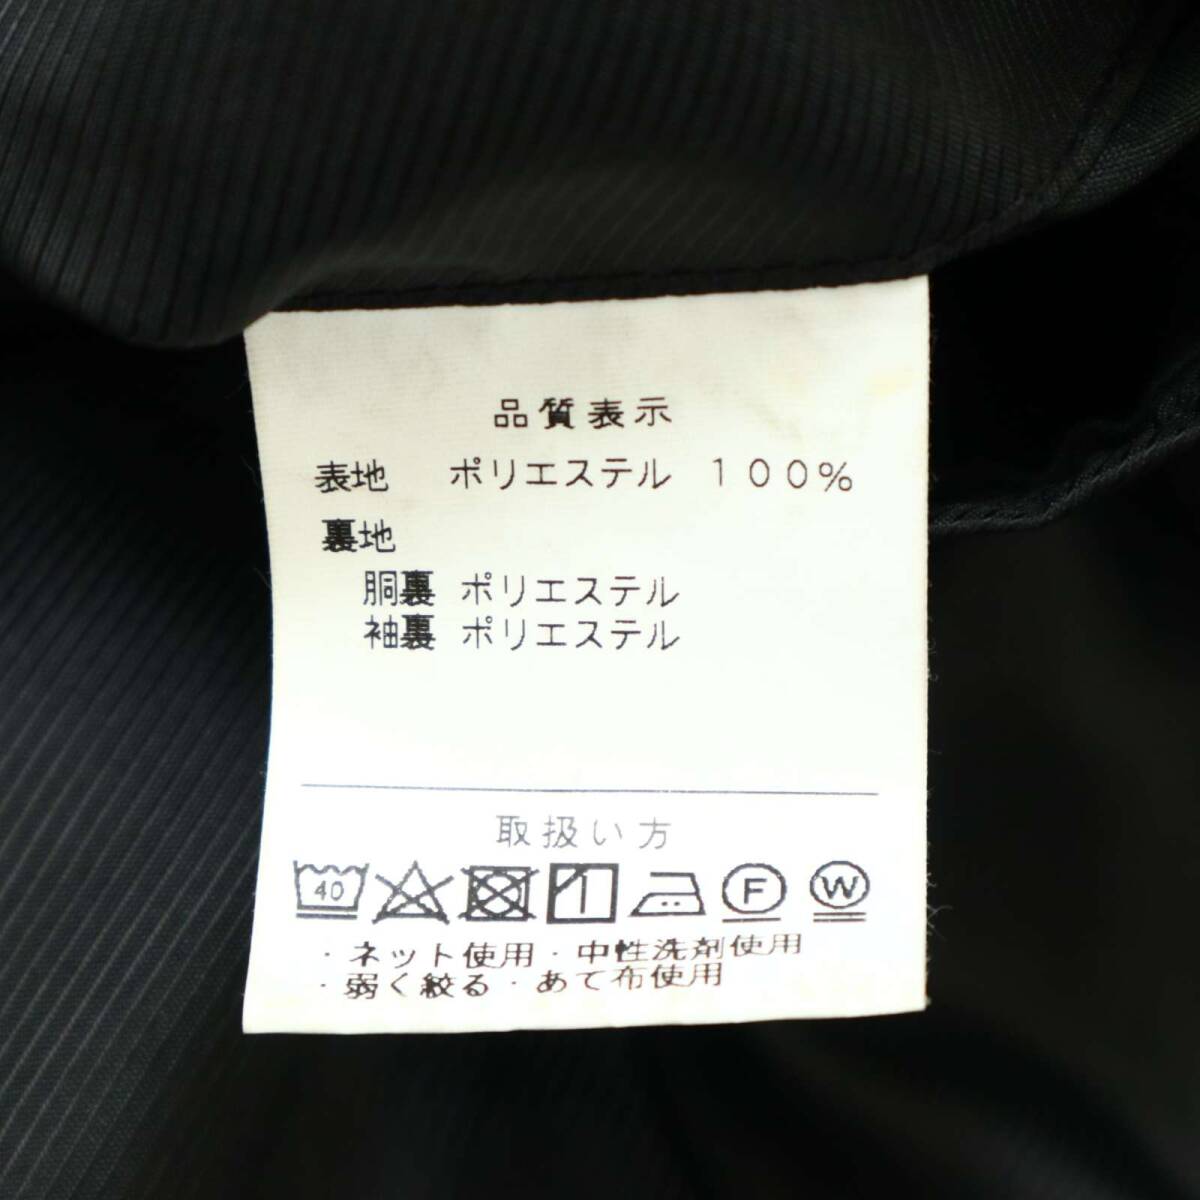 品質表示
表地 ポリエステル 100%
裏地
胴裏 ポリエステル
袖裏 ポリエステル
取扱い方
40 F W
・ネット使用・中性洗剤使用
・弱く絞る・あて布使用